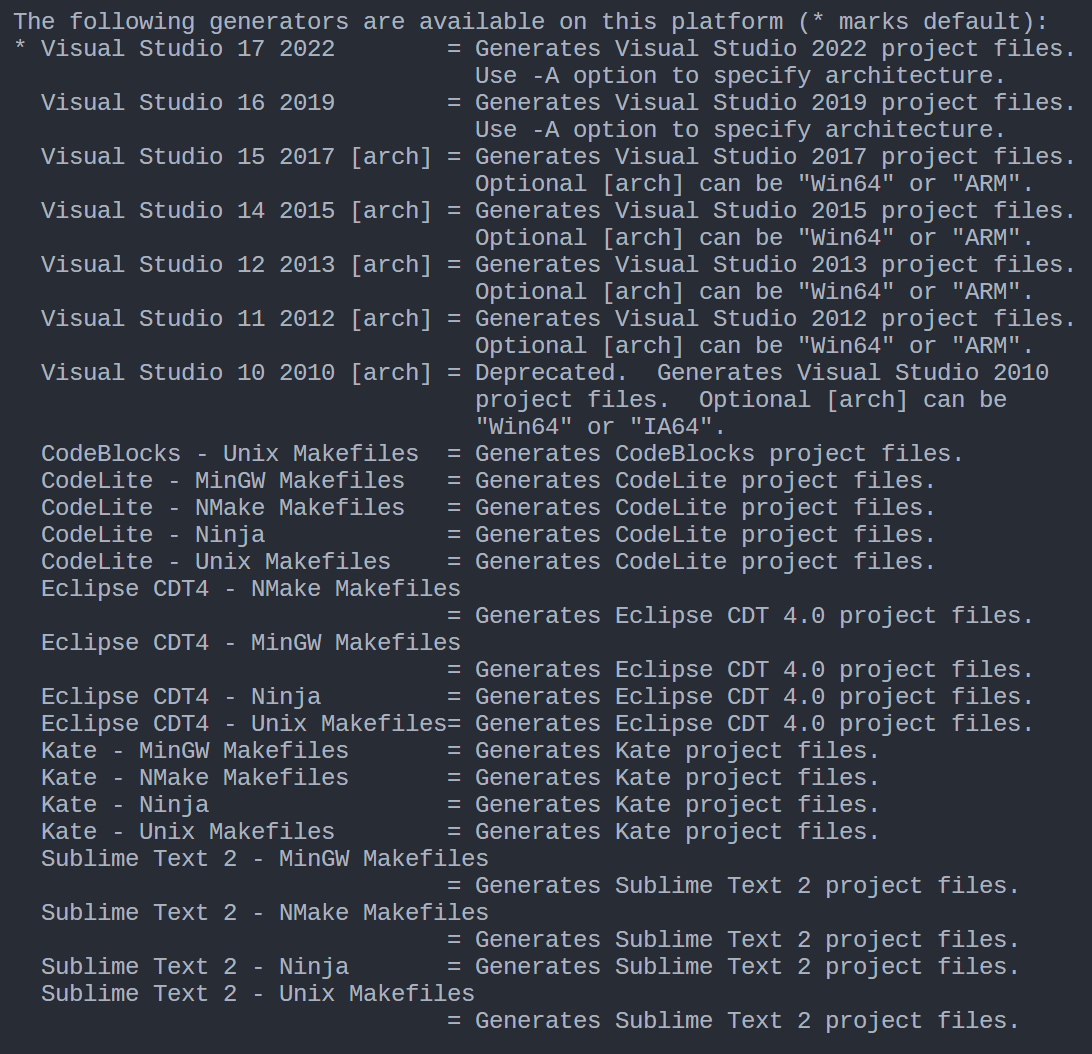 The following generators are available on this platform (* marks default):
* Visual Studio 17 2022        = Generates Visual Studio 2022 project files.
                                 Use -A option to specify architecture.
  Visual Studio 16 2019        = Generates Visual Studio 2019 project files.
                                 Use -A option to specify architecture.
  Visual Studio 15 2017 [arch] = Generates Visual Studio 2017 project files.
                                 Optional [arch] can be "Win64" or "ARM".
  Visual Studio 14 2015 [arch] = Generates Visual Studio 2015 project files.
                                 Optional [arch] can be "Win64" or "ARM".
  Visual Studio 12 2013 [arch] = Generates Visual Studio 2013 project files.
                                 Optional [arch] can be "Win64" or "ARM".
  Visual Studio 11 2012 [arch] = Generates Visual Studio 2012 project files.
                                 Optional [arch] can be "Win64" or "ARM".
  Visual Studio 10 2010 [arch] = Deprecated.  Generates Visual Studio 2010
                                 project files.  Optional [arch] can be
                                 "Win64" or "IA64".
  CodeBlocks - Unix Makefiles  = Generates CodeBlocks project files.
  CodeLite - MinGW Makefiles   = Generates CodeLite project files.
  CodeLite - NMake Makefiles   = Generates CodeLite project files.
  CodeLite - Ninja             = Generates CodeLite project files.
  CodeLite - Unix Makefiles    = Generates CodeLite project files.
  Eclipse CDT4 - NMake Makefiles
                               = Generates Eclipse CDT 4.0 project files.
  Eclipse CDT4 - MinGW Makefiles
                               = Generates Eclipse CDT 4.0 project files.
  Eclipse CDT4 - Ninja         = Generates Eclipse CDT 4.0 project files.
  Eclipse CDT4 - Unix Makefiles= Generates Eclipse CDT 4.0 project files.
  Kate - MinGW Makefiles       = Generates Kate project files.
  Kate - NMake Makefiles       = Generates Kate project files.
  Kate - Ninja                 = Generates Kate project files.
  Kate - Unix Makefiles        = Generates Kate project files.
  Sublime Text 2 - MinGW Makefiles
                               = Generates Sublime Text 2 project files.
  Sublime Text 2 - NMake Makefiles
                               = Generates Sublime Text 2 project files.
  Sublime Text 2 - Ninja       = Generates Sublime Text 2 project files.
  Sublime Text 2 - Unix Makefiles
                               = Generates Sublime Text 2 project files.